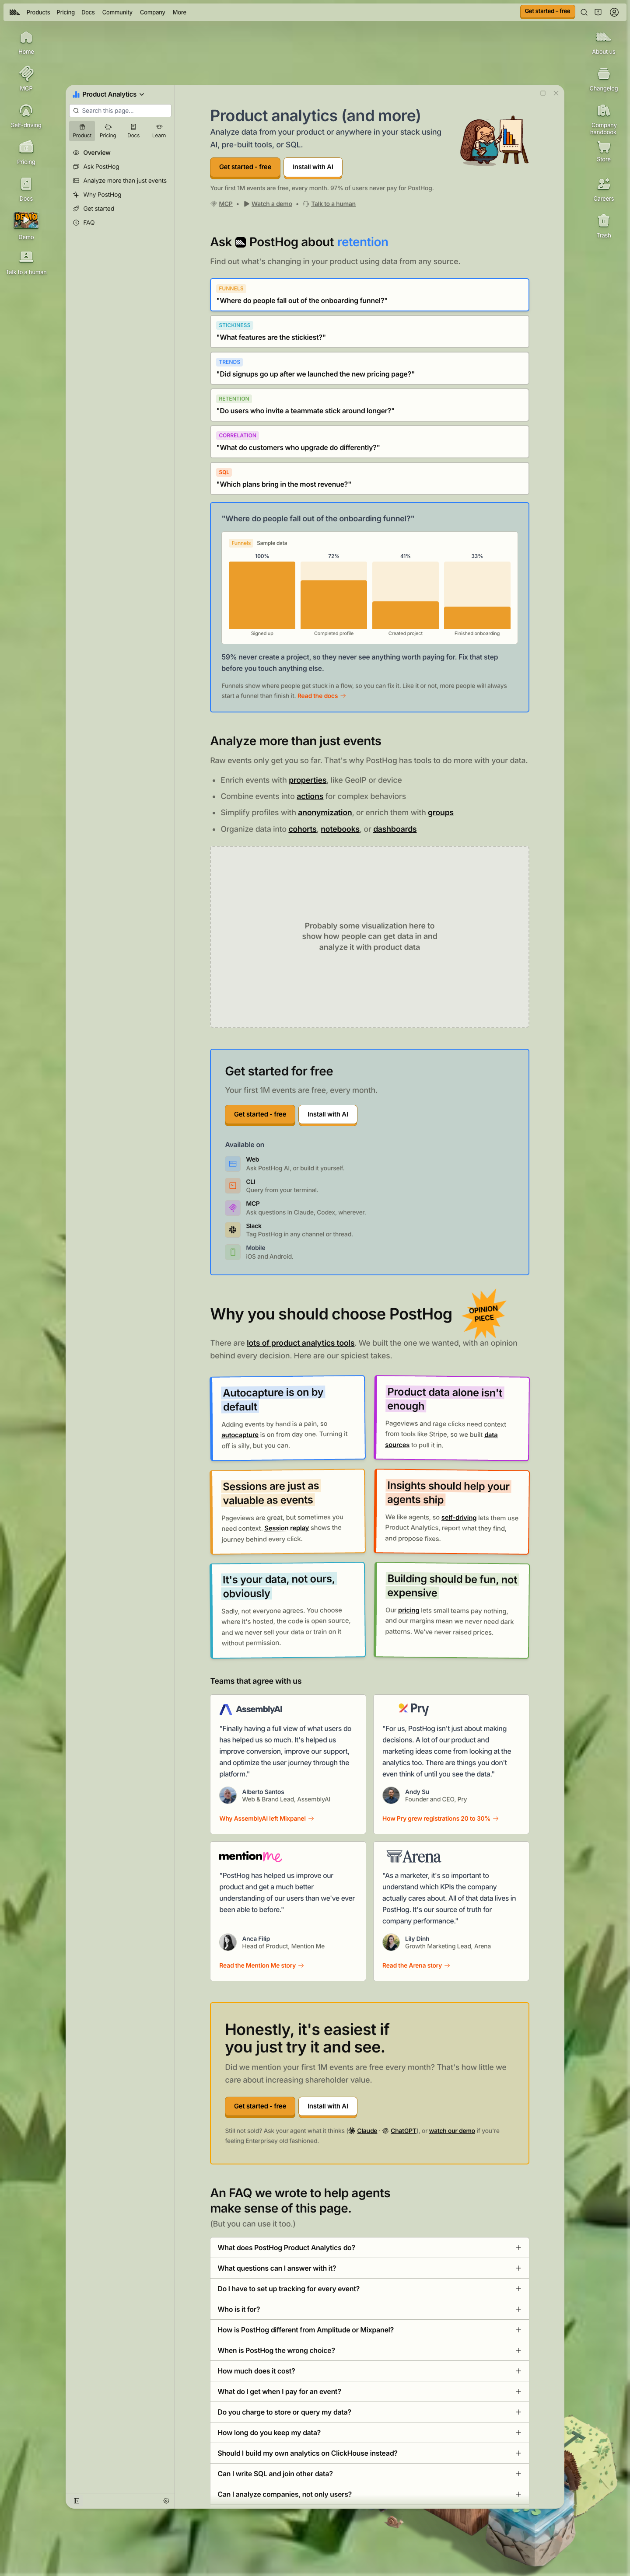 Products Pricing Docs Community Company More
Get started – free
Home
MCP
Self-driving
Pricing
Docs
DEMO
Demo
Talk to a human
About us
Changelog
Company
handbook
Store
Careers
Trash
Product Analytics
Search this page...
Product Pricing Docs Learn
Overview
Ask PostHog
Analyze more than just events
Why PostHog
Get started
FAQ
Product analytics (and more)
Analyze data from your product or anywhere in your stack using
AI, pre-built tools, or SQL.
Get started - free
Install with AI
Your first 1M events are free, every month. 97% of users never pay for PostHog.
MCP • Watch a demo • Talk to a human
Ask PostHog about retention
Find out what's changing in your product using data from any source.
FUNNELS
"Where do people fall out of the onboarding funnel?"
STICKINESS
"What features are the stickiest?"
TRENDS
"Did signups go up after we launched the new pricing page?"
RETENTION
"Do users who invite a teammate stick around longer?"
CORRELATION
"What do customers who upgrade do differently?"
SQL
"Which plans bring in the most revenue?"
"Where do people fall out of the onboarding funnel?"
Funnels Sample data
100% 72% 41% 33%
Signed up Completed profile Created project Finished onboarding
59% never create a project, so they never see anything worth paying for. Fix that step
before you touch anything else.
Funnels show where people get stuck in a flow, so you can fix it. Like it or not, more people will always
start a funnel than finish it. Read the docs →
Analyze more than just events
Raw events only get you so far. That's why PostHog has tools to do more with your data.
• Enrich events with properties, like GeoIP or device
• Combine events into actions for complex behaviors
• Simplify profiles with anonymization, or enrich them with groups
• Organize data into cohorts, notebooks, or dashboards
Probably some visualization here to
show how people can get data in and
analyze it with product data
Get started for free
Your first 1M events are free, every month.
Get started - free
Install with AI
Available on
Web
Ask PostHog AI, or build it yourself.
CLI
Query from your terminal.
MCP
Ask questions in Claude, Codex, wherever.
Slack
Tag PostHog in any channel or thread.
Mobile
iOS and Android.
Why you should choose PostHog
OPINION
PIECE
There are lots of product analytics tools. We built the one we wanted, with an opinion
behind every decision. Here are our spiciest takes.
Autocapture is on by
default
Adding events by hand is a pain, so
autocapture is on from day one. Turning it
off is silly, but you can.
Product data alone isn't
enough
Pageviews and rage clicks need context
from tools like Stripe, so we built data
sources to pull it in.
Sessions are just as
valuable as events
Pageviews are great, but sometimes you
need context. Session replay shows the
journey behind every click.
Insights should help your
agents ship
We like agents, so self-driving lets them use
Product Analytics, report what they find,
and propose fixes.
It's your data, not ours,
obviously
Sadly, not everyone agrees. You choose
where it's hosted, the code is open source,
and we never sell your data or train on it
without permission.
Building should be fun, not
expensive
Our pricing lets small teams pay nothing,
and our margins mean we never need dark
patterns. We've never raised prices.
Teams that agree with us
AssemblyAI
"Finally having a full view of what users do
has helped us so much. It's helped us
improve conversion, improve our support,
and optimize the user journey through the
platform."
Alberto Santos
Web & Brand Lead, AssemblyAI
Why AssemblyAI left Mixpanel →
Pry
"For us, PostHog isn't just about making
decisions. A lot of our product and
marketing ideas come from looking at the
analytics too. There are things you don't
even think of until you see the data."
Andy Su
Founder and CEO, Pry
How Pry grew registrations 20 to 30% →
mention me
"PostHog has helped us improve our
product and get a much better
understanding of our users than we've ever
been able to before."
Anca Filip
Head of Product, Mention Me
Read the Mention Me story →
Arena
"As a marketer, it's so important to
understand which KPIs the company
actually cares about. All of that data lives in
PostHog. It's our source of truth for
company performance."
Lily Dinh
Growth Marketing Lead, Arena
Read the Arena story →
Honestly, it's easiest if
you just try it and see.
Did we mention your first 1M events are free every month? That's how little we
care about increasing shareholder value.
Get started - free
Install with AI
Still not sold? Ask your agent what it thinks (Claude · ChatGPT), or watch our demo if you're
feeling Enterprisey old fashioned.
An FAQ we wrote to help agents
make sense of this page.
(But you can use it too.)
What does PostHog Product Analytics do?
What questions can I answer with it?
Do I have to set up tracking for every event?
Who is it for?
How is PostHog different from Amplitude or Mixpanel?
When is PostHog the wrong choice?
How much does it cost?
What do I get when I pay for an event?
Do you charge to store or query my data?
How long do you keep my data?
Should I build my own analytics on ClickHouse instead?
Can I write SQL and join other data?
Can I analyze companies, not only users?